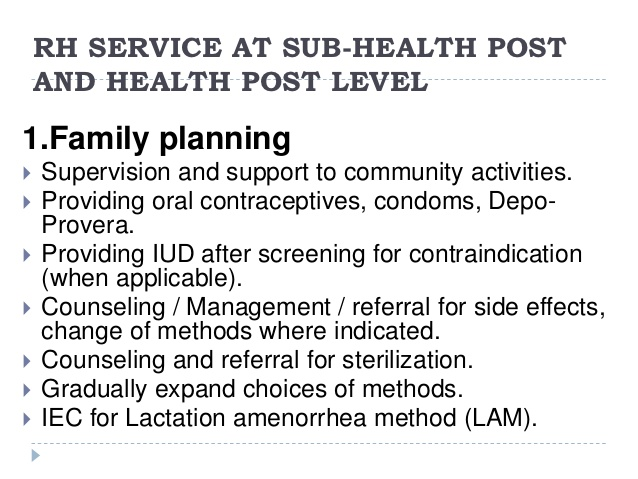 RH SERVICE AT SUB-HEALTH POST
AND HEALTH POST LEVEL
1.Family planning
Supervision and support to community activities.
Providing oral contraceptives, condoms, Depo-
Provera.
Providing IUD after screening for contraindication
(when applicable).
Counseling / Management / referral for side effects,
change of methods where indicated.
Counseling and referral for sterilization.
Gradually expand choices of methods.
IEC for Lactation amenorrhea method (LAM).